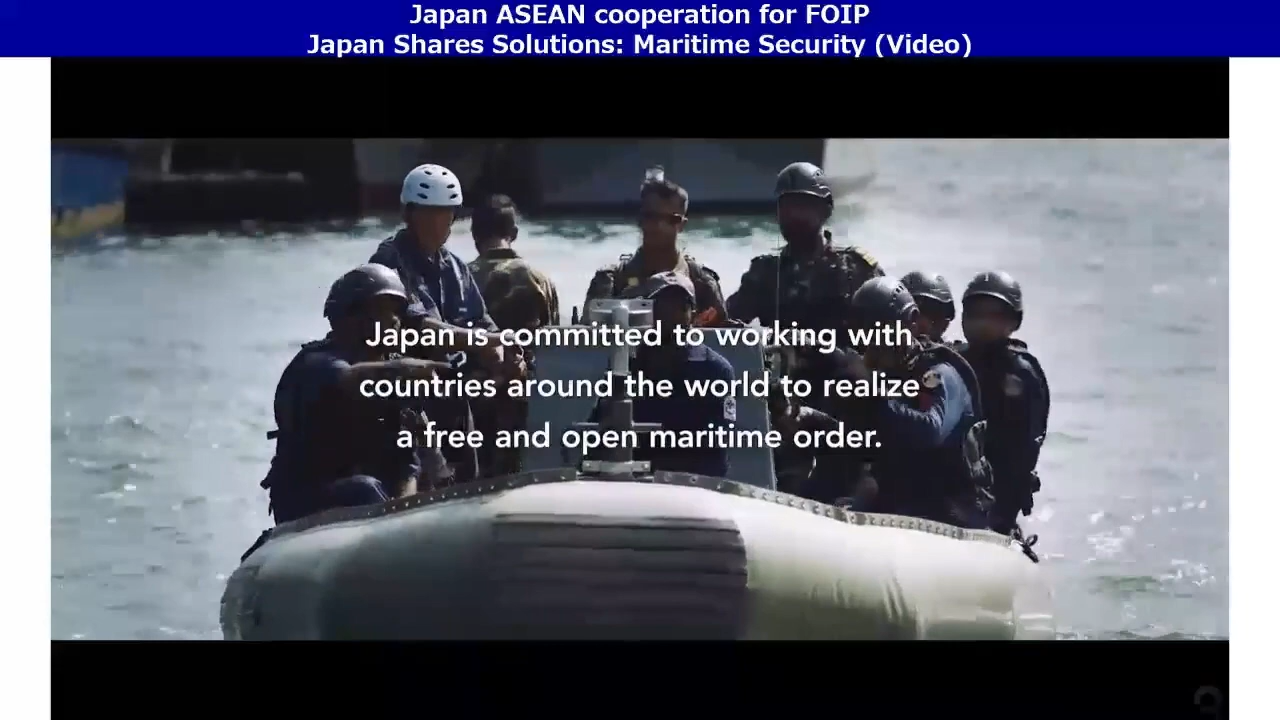 Japan ASEAN cooperation for FOIP
Japan Shares Solutions: Maritime Security (Video)
Japan is committed to working with
countries around the world to realize
a free and open maritime order.